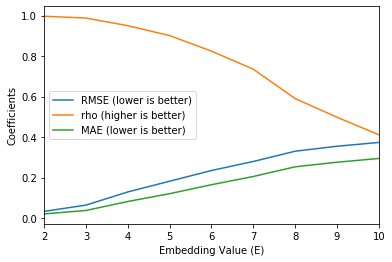 1.0
0.8
0.6
0.4
0.2
0.0
Coefficients
RMSE (lower is better)
rho (higher is better)
MAE (lower is better)
2 3 4 5 6 7 8 9 10
Embedding Value (E)